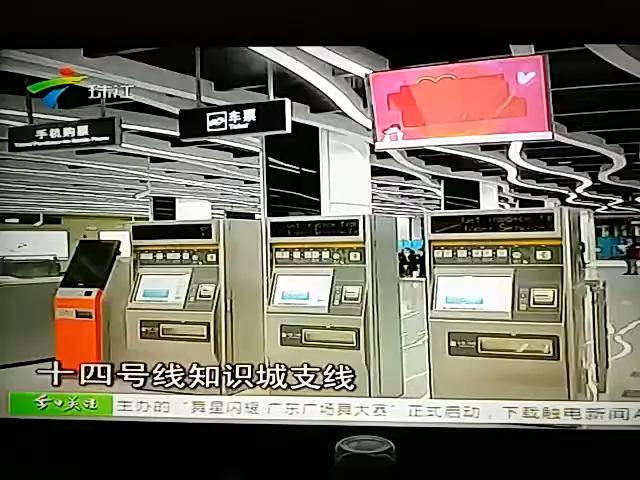 珠江
手机购票
车票
Ticket
十四号线知识城支线
今日关注
主办的 “舞星闪耀 广东广场舞大赛” 正式启动，下载触电新闻A